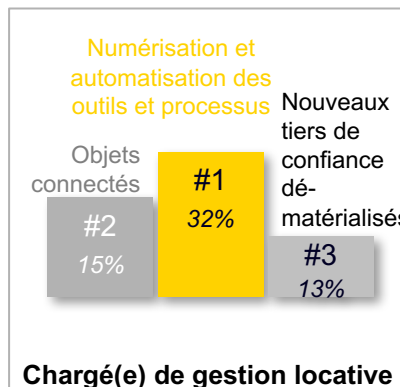 Numérisation et
automatisation des
outils et processus
Objets
connectés
Nouveaux
tiers de
confiance
dé-
matérialisés
#1
32%
#2
15%
#3
13%
Chargé(e) de gestion locative